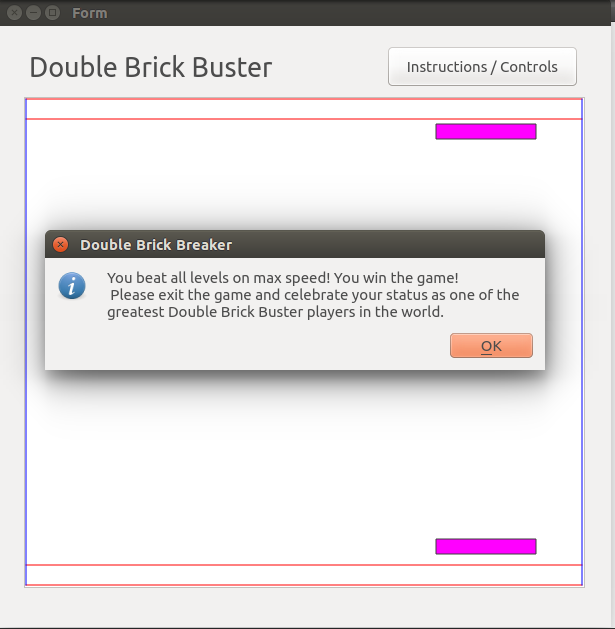 Form
Double Brick Buster
Instructions / Controls
Double Brick Breaker
You beat all levels on max speed! You win the game!
Please exit the game and celebrate your status as one of the
greatest Double Brick Buster players in the world.
OK